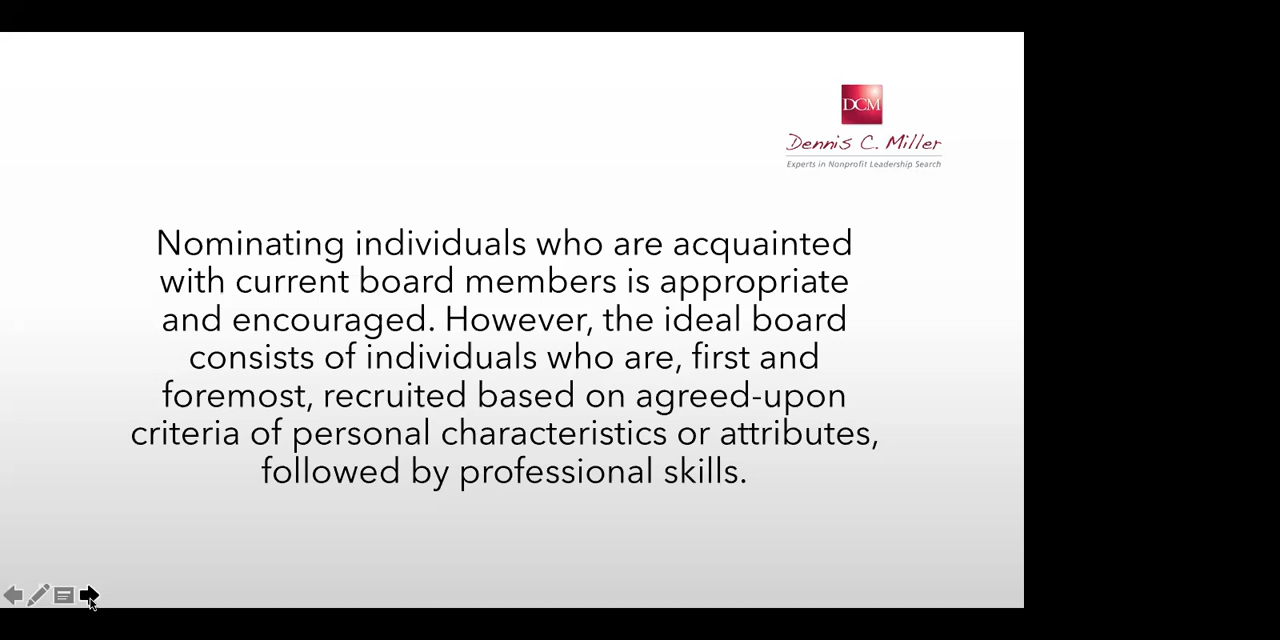 DCM
Dennis C. Miller
Experts in Nonprofit Leadership Search
Nominating individuals who are acquainted
with current board members is appropriate
and encouraged. However, the ideal board
consists of individuals who are, first and
foremost, recruited based on agreed-upon
criteria of personal characteristics or attributes,
followed by professional skills.